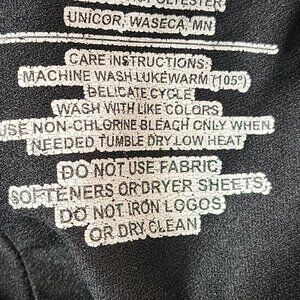 POLYESTER
UNICOR, WASECA, MN
CARE INSTRUCTIONS:
MACHINE WASH LUKEWARM (105°)
DELICATE CYCLE
WASH WITH LIKE COLORS
USE NON-CHLORINE BLEACH ONLY WHEN
NEEDED TUMBLE DRY LOW HEAT
DO NOT USE FABRIC
SOFTENERS OR DRYER SHEETS,
DO NOT IRON LOGOS
OR DRY CLEAN